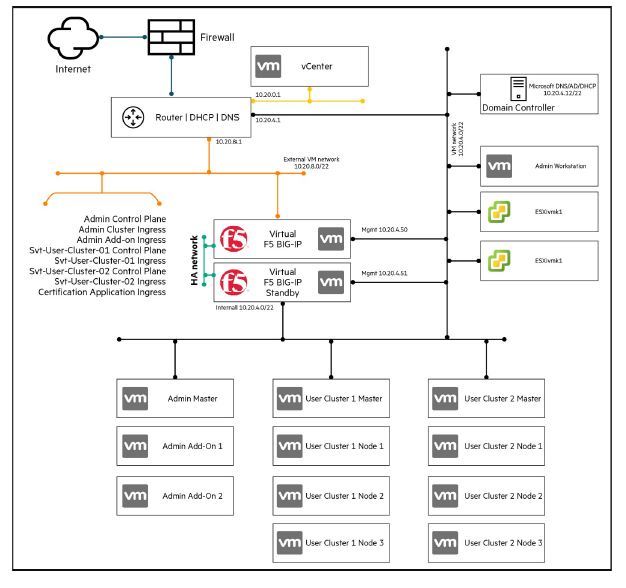 Internet
Firewall
vm
vCenter
10.20.0.1
Router | DHCP | DNS
10.20.4.1
10.20.8l.1
Microsoft DNS/AD/DHCP
10.20.4.12/22
Domain Controller
VM network
10.20.4.0/22
vm
Admin Workstation
ESXivmk1
ESXivmk1
External VM network
10.20.8.0/22
Admin Control Plane
Admin Cluster Ingress
Admin Add-on Ingress
Svt-User-Cluster-01 Control Plane
Svt-User-Cluster-01 Ingress
Svt-User-Cluster-02 Control Plane
Svt-User-Cluster-02 Ingress
Certification Application Ingress
HA network
f5
Virtual
F5 BIG-IP
vm
Mgmt 10.20.4.50
f5
Virtual
F5 BIG-IP
Standby
vm
Mgmt 10.20.4.51
Internall 10.20.4.0/22
vm
Admin Master
vm
User Cluster 1 Master
vm
User Cluster 2 Master
vm
Admin Add-On 1
vm
User Cluster 1 Node 1
vm
User Cluster 2 Node 1
vm
Admin Add-On 2
vm
User Cluster 1 Node 2
vm
User Cluster 2 Node 2
vm
User Cluster 1 Node 3
vm
User Cluster 2 Node 3